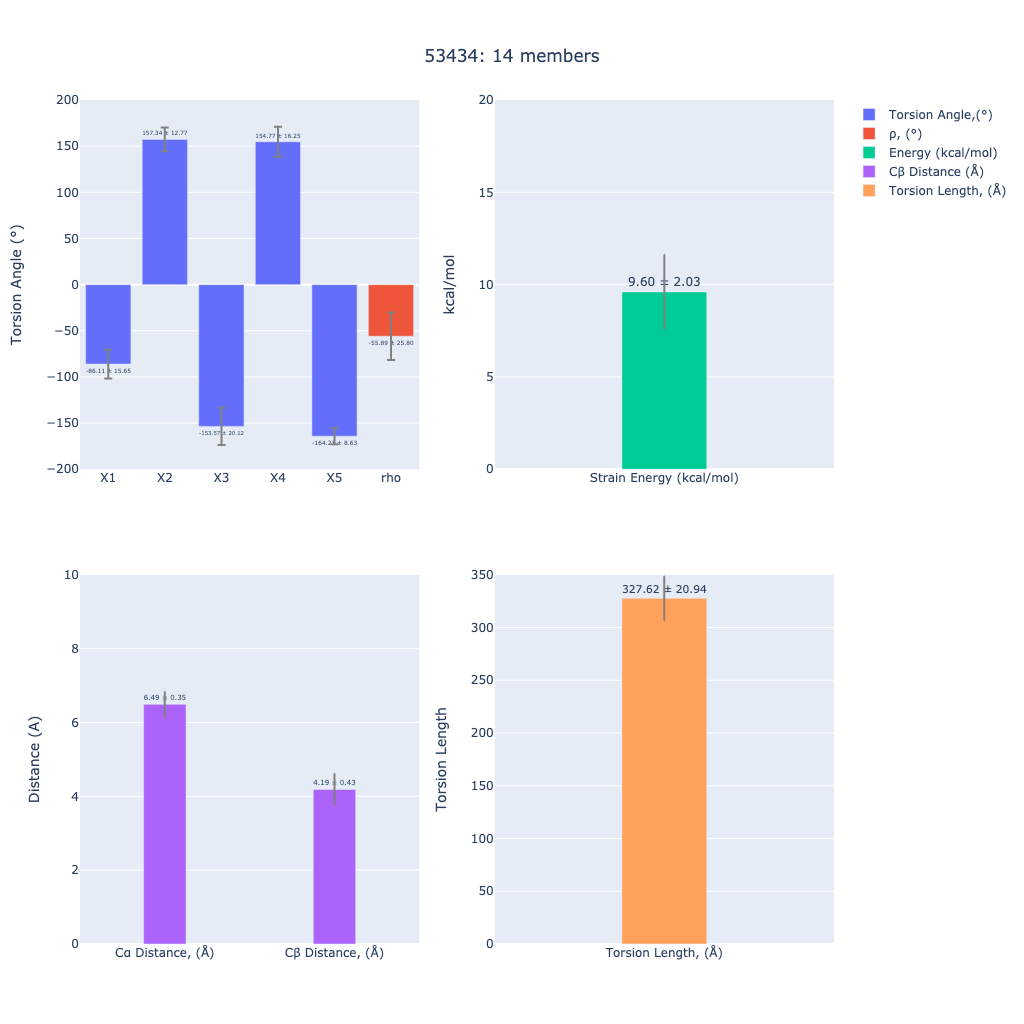 53434: 14 members
Torsion Angle (°)
200
150
100
50
0
−50
−100
−150
−200
157.34 ± 12.77
154.77 ± 16.25
-86.11 ± 15.65
-153.57 ± 20.12
-164.21 ± 8.63
-55.89 ± 25.80
X1 X2 X3 X4 X5 rho
kcal/mol
20
15
10
5
0
9.60 ± 2.03
Strain Energy (kcal/mol)
Torsion Angle,(°)
ρ, (°)
Energy (kcal/mol)
Cβ Distance (Å)
Torsion Length, (Å)
Distance (A)
10
8
6
4
2
0
6.49 ± 0.35
4.19 ± 0.43
Cα Distance, (Å) Cβ Distance, (Å)
Torsion Length
350
300
250
200
150
100
50
0
327.62 ± 20.94
Torsion Length, (Å)